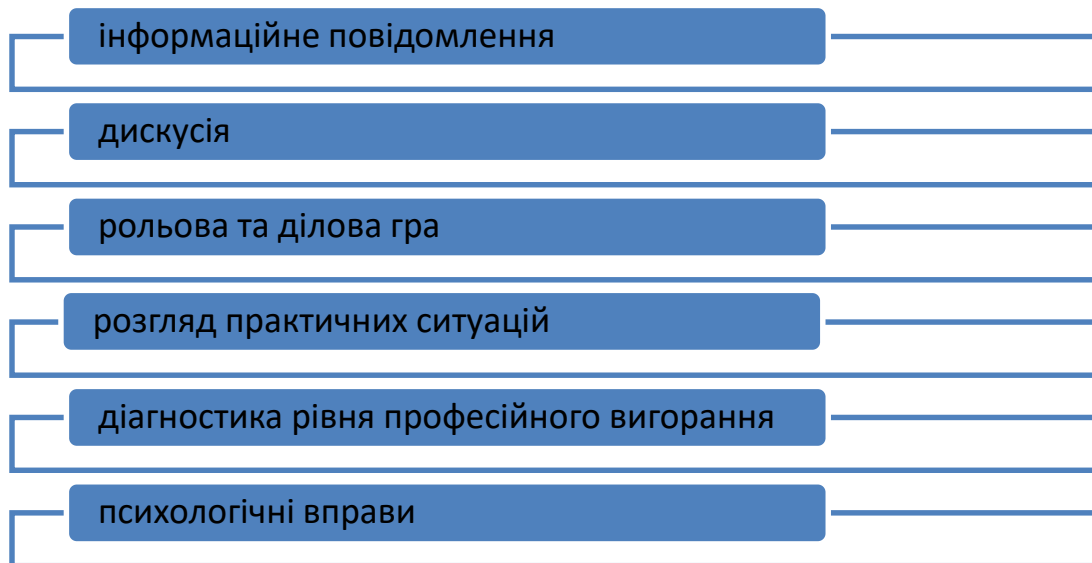 інформаційне повідомлення
дискусія
рольова та ділова гра
розгляд практичних ситуацій
діагностика рівня професійного вигорання
психологічні вправи